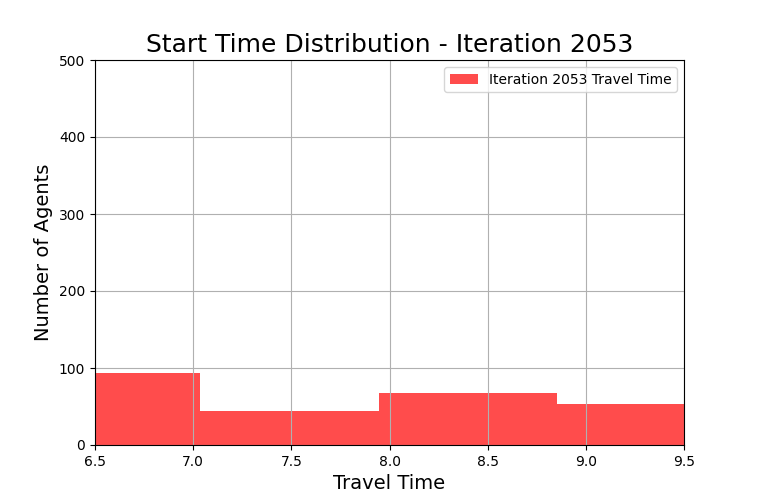 Start Time Distribution - Iteration 2053
500
400
300
200
100
0
Number of Agents
Iteration 2053 Travel Time
6.5 7.0 7.5 8.0 8.5 9.0 9.5
Travel Time